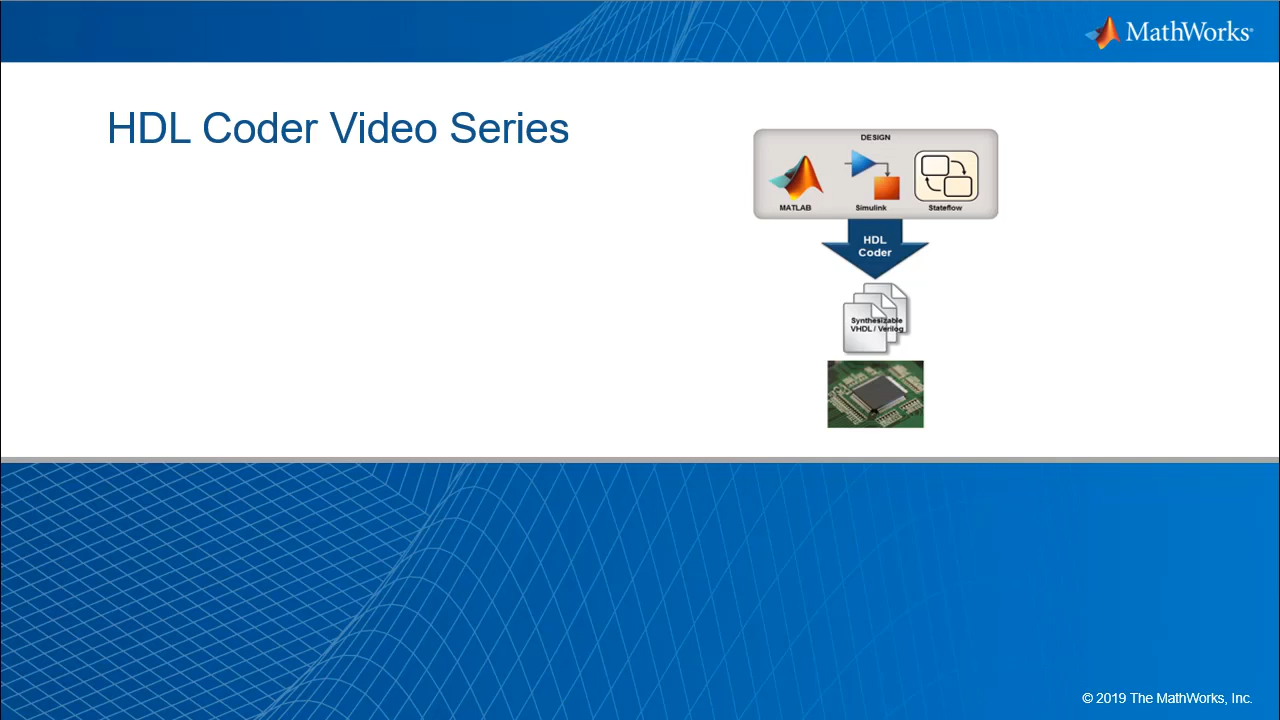 MathWorks®
HDL Coder Video Series
DESIGN
MATLAB
Simulink
Stateflow
HDL
Coder
Synthesizable
VHDL / Verilog
© 2019 The MathWorks, Inc.